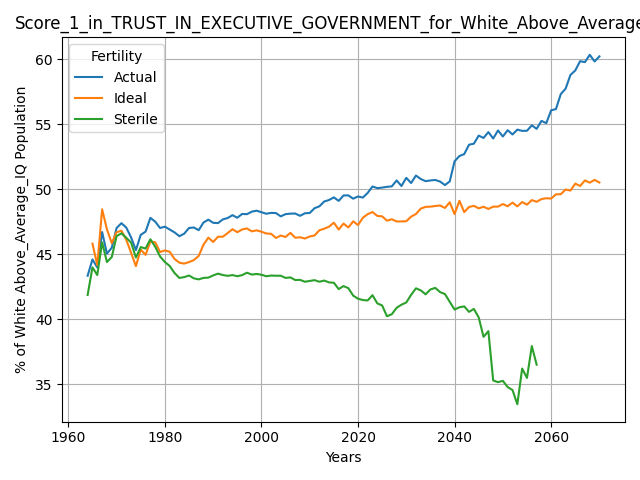 Score_1_in_TRUST_IN_EXECUTIVE_GOVERNMENT_for_White_Above_Average
Fertility
Actual
Ideal
Sterile
% of White Above_Average_IQ Population
60
55
50
45
40
35
1960
1980
2000
2020
2040
2060
Years